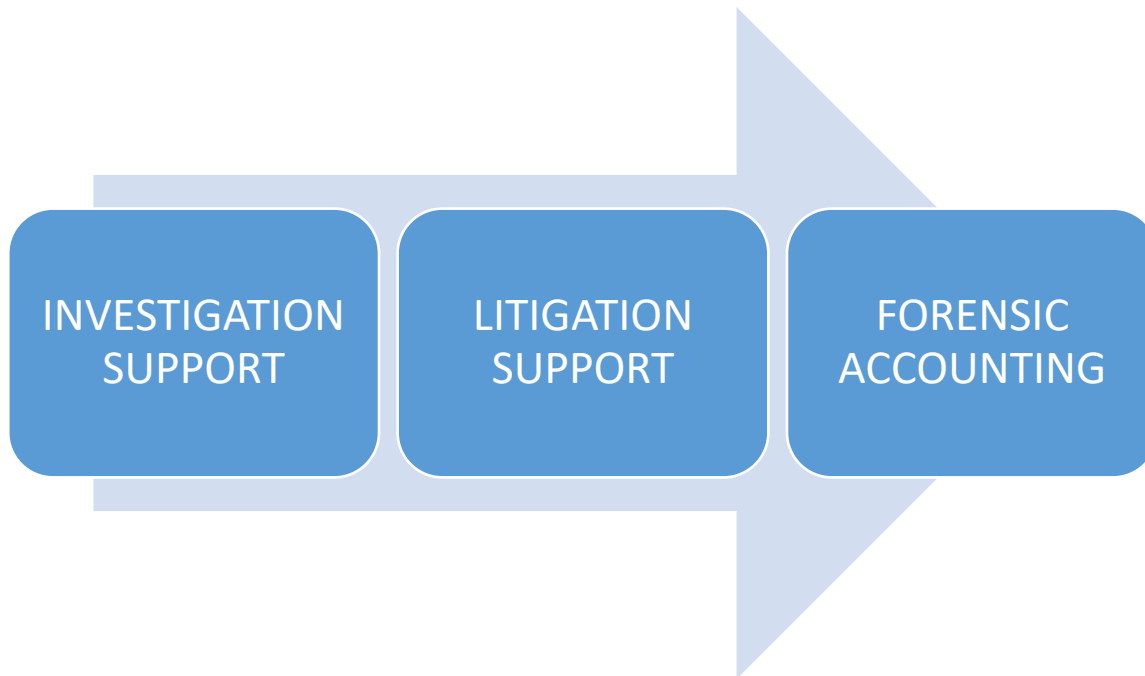 INVESTIGATION
SUPPORT
LITIGATION
SUPPORT
FORENSIC
ACCOUNTING